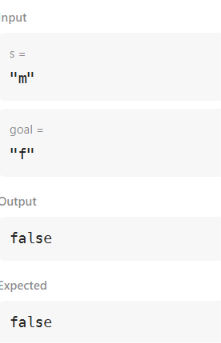 nput
s =
"m"
goal =
"f"
Output
false
Expected
false